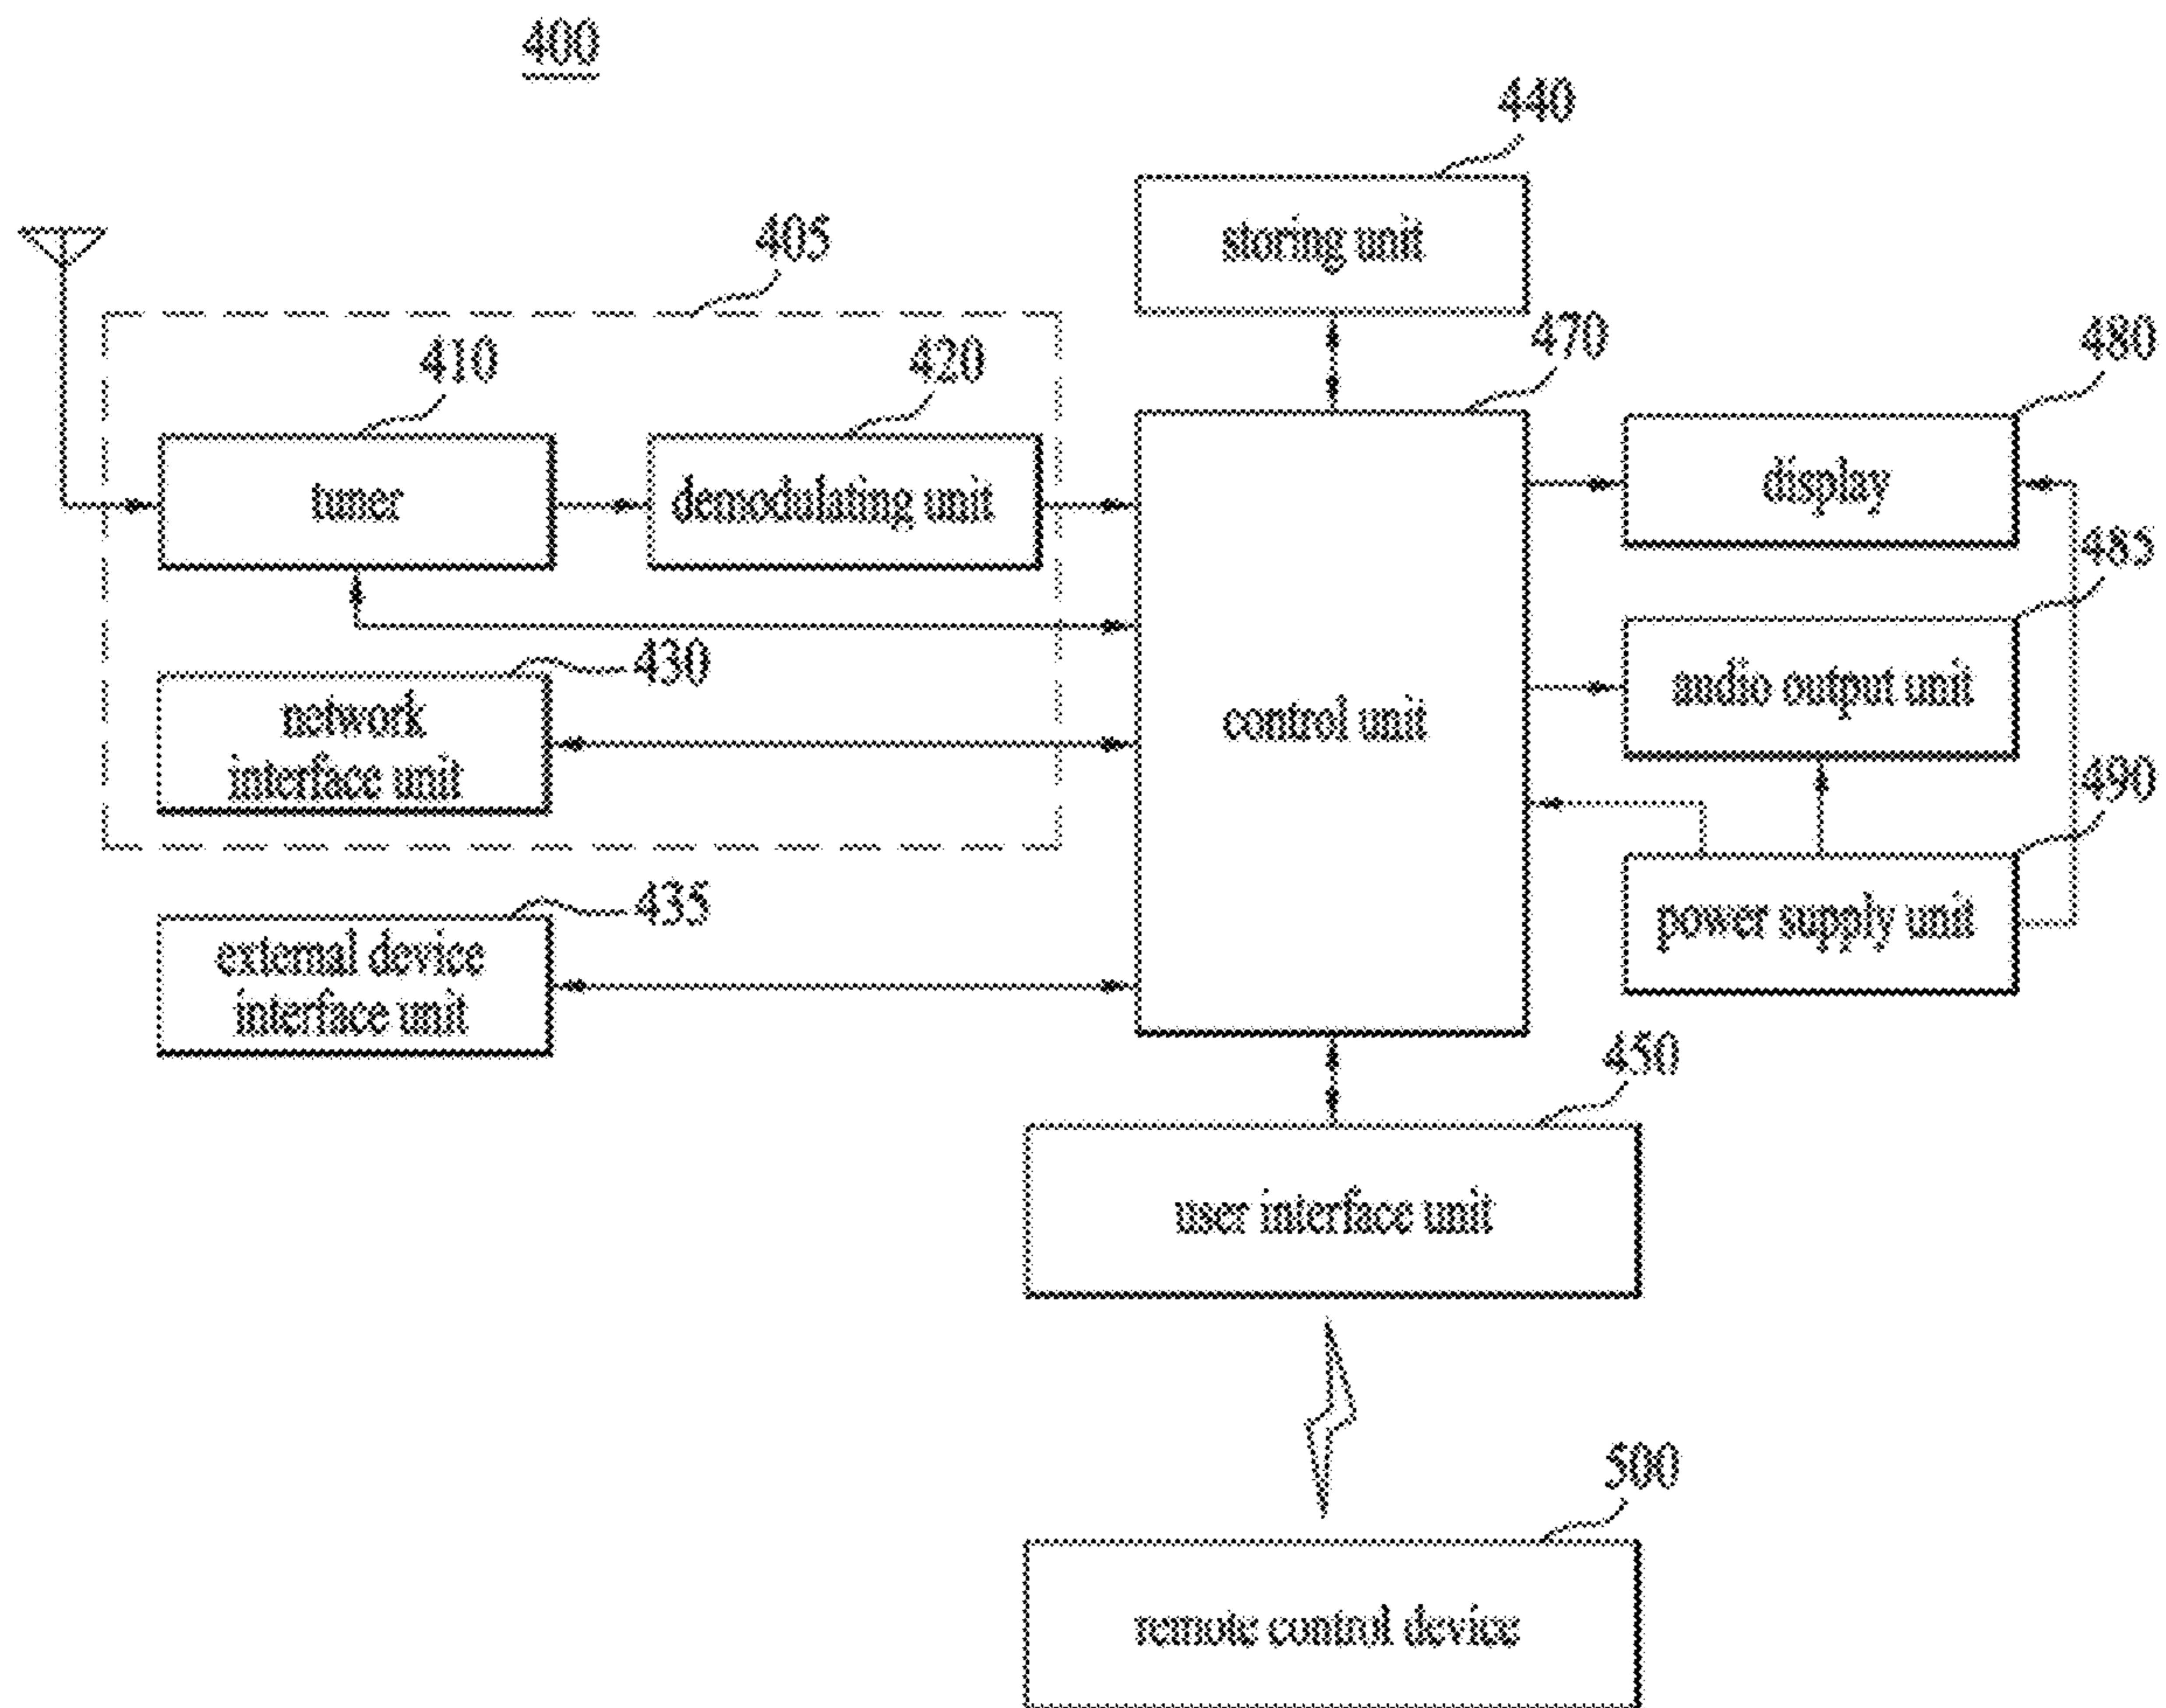 400
440
storing unit
405
470
480
410
420
tuner
demodulating unit
display
485
430
network
interface unit
control unit
audio output unit
490
435
external device
interface unit
power supply unit
450
user interface unit
500
remote control device